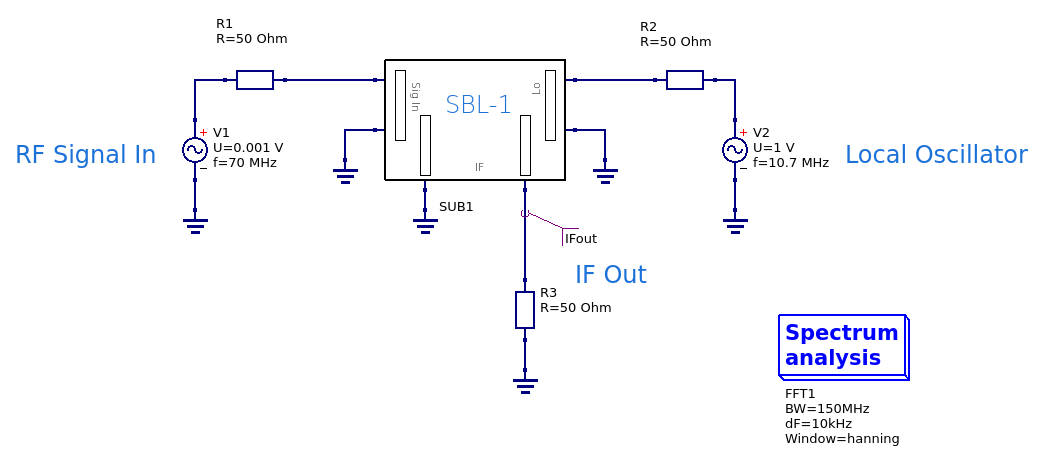 R1
R=50 Ohm
R2
R=50 Ohm
Sig In
SBL-1
Lo
IF
RF Signal In
+
V1
U=0.001 V
f=70 MHz
−
+
V2
U=1 V
f=10.7 MHz
−
Local Oscillator
SUB1
IFout
IF Out
R3
R=50 Ohm
Spectrum
analysis
FFT1
BW=150MHz
dF=10kHz
Window=hanning